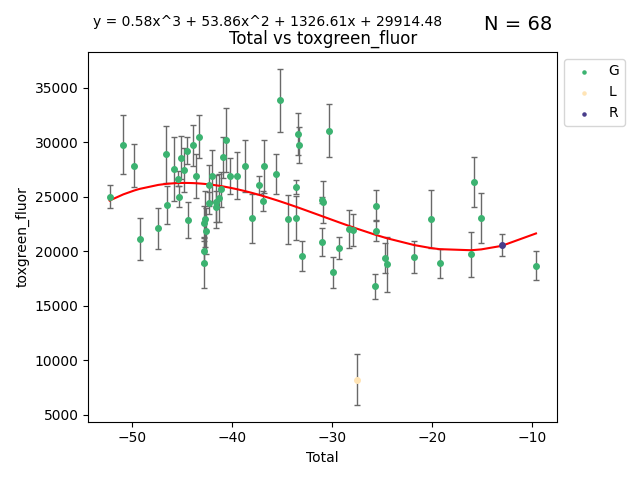 y = 0.58x^3 + 53.86x^2 + 1326.61x + 29914.48
N = 68
Total vs toxgreen_fluor
G
L
R
35000
30000
25000
20000
15000
10000
5000
toxgreen_fluor
−50
−40
−30
−20
−10
Total